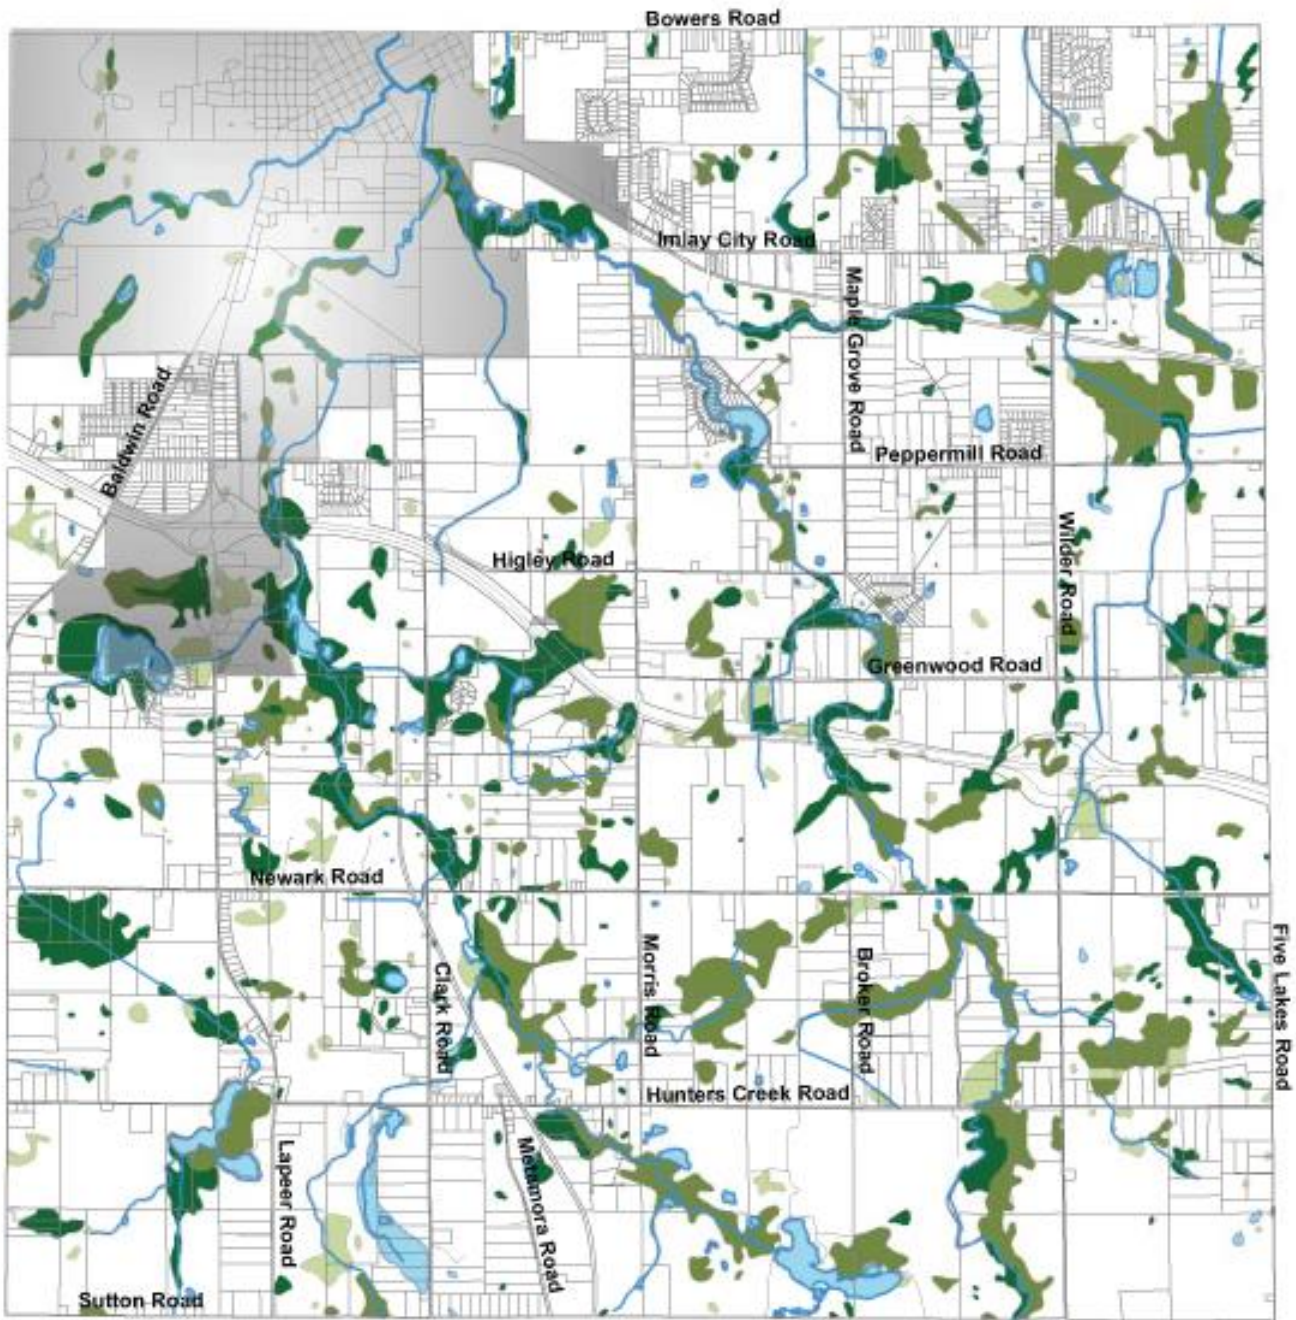 Bowers Road
Imlay City Road
Maple Grove Road
Baldwin Road
Peppermill Road
Higley Road
Wilder Road
Greenwood Road
Newark Road
Clark Road
Morris Road
Broker Road
Five Lakes Road
Hunters Creek Road
Lapeer Road
Metamora Road
Sutton Road